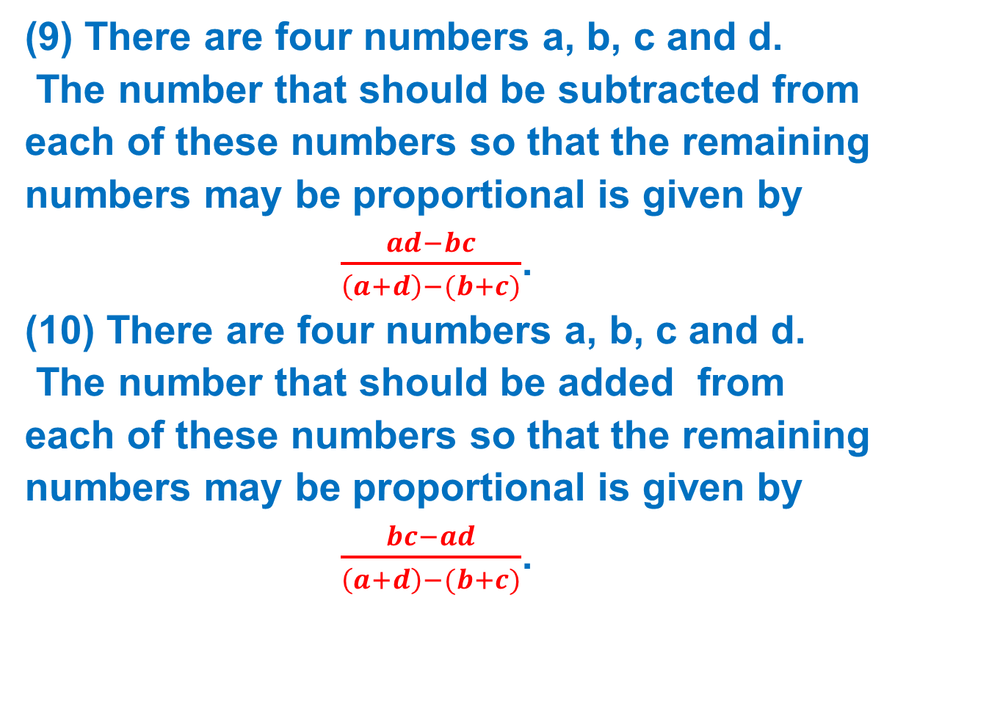 (9) There are four numbers a, b, c and d.
The number that should be subtracted from
each of these numbers so that the remaining
numbers may be proportional is given by
ad−bc
(a+d)−(b+c).
(10) There are four numbers a, b, c and d.
The number that should be added  from
each of these numbers so that the remaining
numbers may be proportional is given by
bc−ad
(a+d)−(b+c).